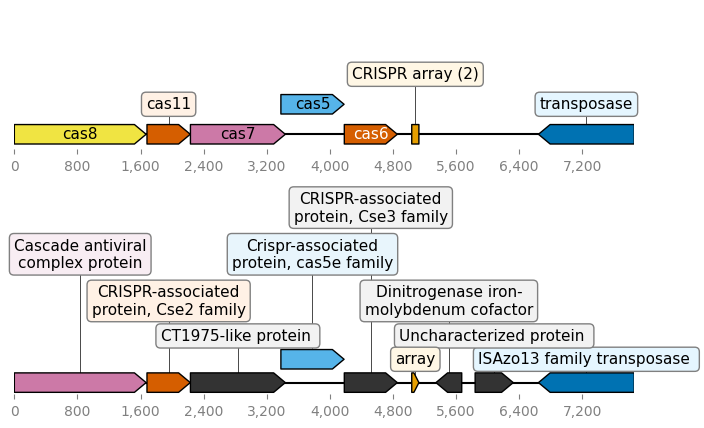 CRISPR array (2)
cas11
cas5
transposase
cas8
cas7
cas6
0 800 1,600 2,400 3,200 4,000 4,800 5,600 6,400 7,200
CRISPR-associated
protein, Cse3 family
Cascade antiviral
complex protein
Crispr-associated
protein, cas5e family
CRISPR-associated
protein, Cse2 family
Dinitrogenase iron-
molybdenum cofactor
CT1975-like protein
Uncharacterized protein
array
ISAzo13 family transposase
0 800 1,600 2,400 3,200 4,000 4,800 5,600 6,400 7,200